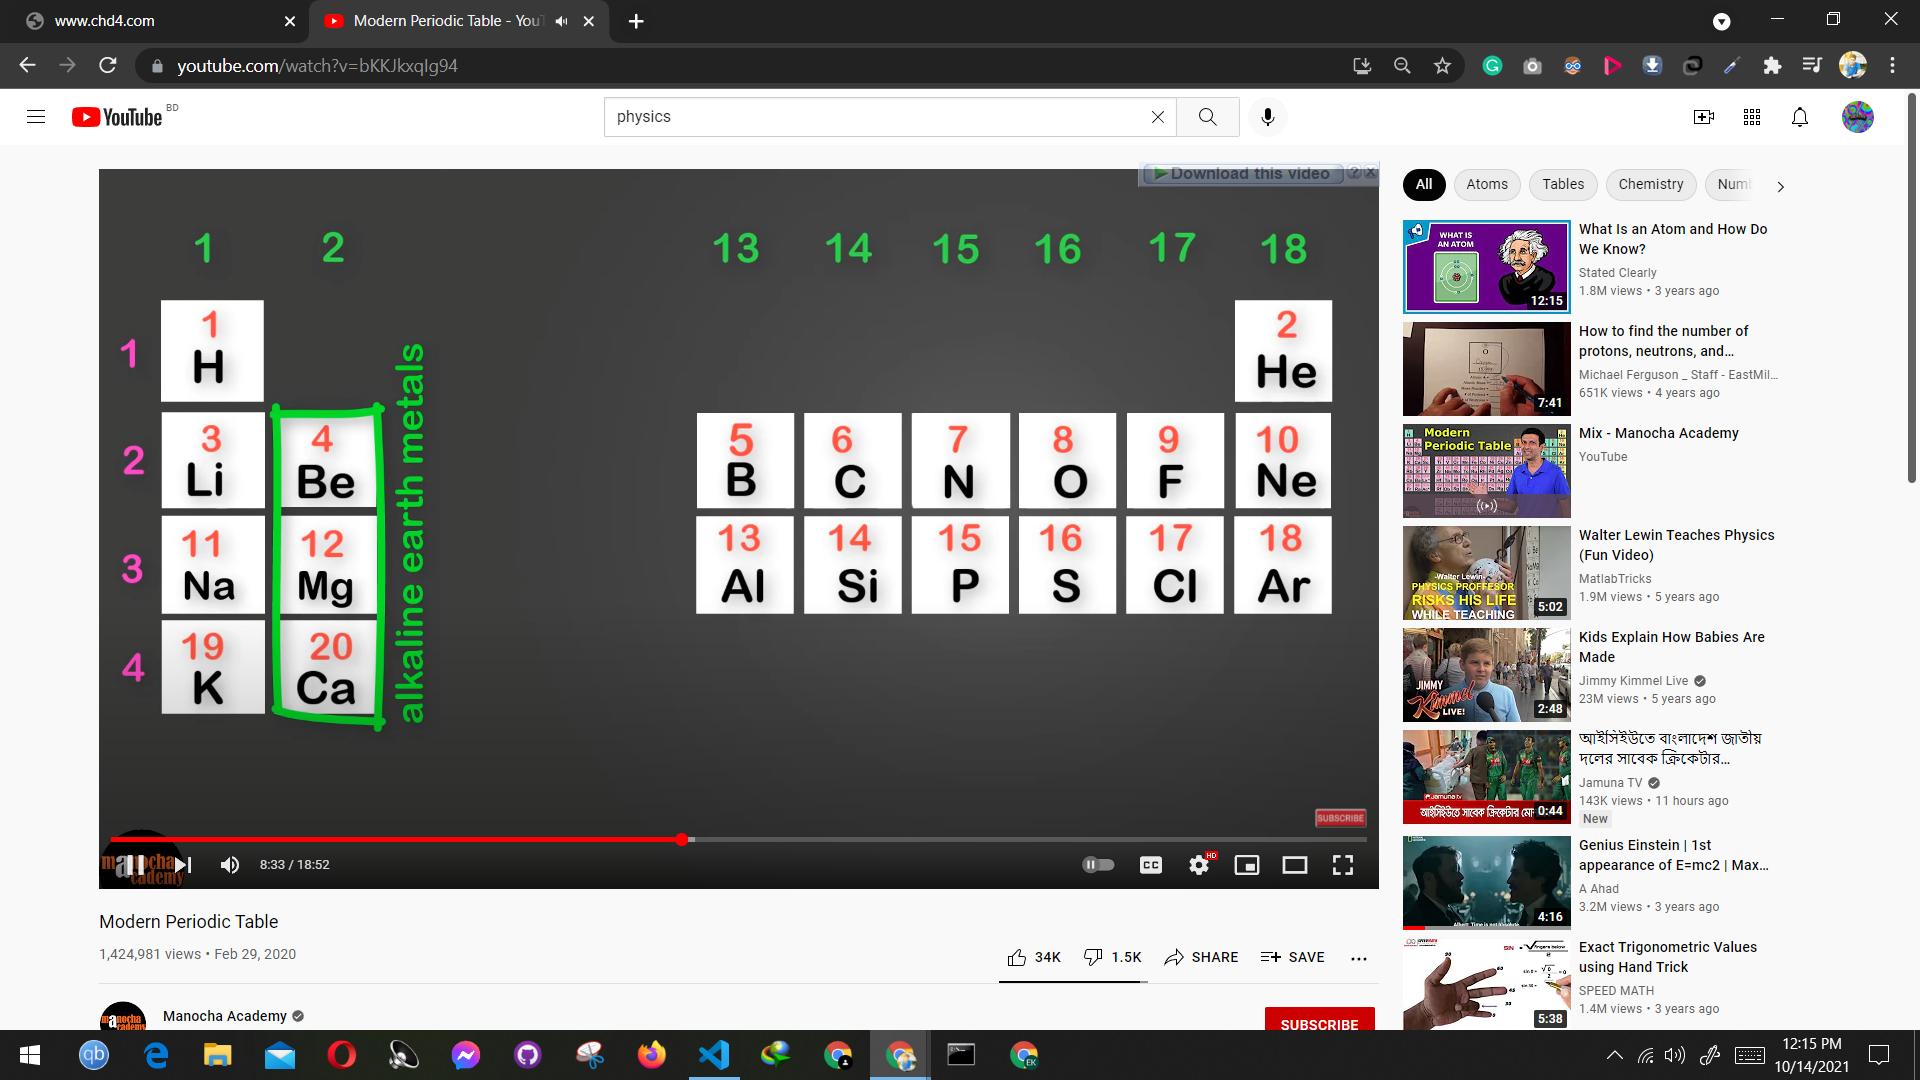 www.chd4.com
Modern Periodic Table - YouT
youtube.com/watch?v=bKKJkxqIg94
YouTube BD
physics
Download this video
1 2 13 14 15 16 17 18
1 H
2 He
1
3 Li
4 Be
5 B
6 C
7 N
8 O
9 F
10 Ne
2
11 Na
12 Mg
13 Al
14 Si
15 P
16 S
17 Cl
18 Ar
3
19 K
20 Ca
4
alkaline earth metals
SUBSCRIBE
manocha academy
8:33 / 18:52
CC
HD
Modern Periodic Table
1,424,981 views • Feb 29, 2020
34K 1.5K SHARE SAVE
Manocha Academy
SUBSCRIBE
All Atoms Tables Chemistry
WHAT IS
AN ATOM
12:15
What Is an Atom and How Do
We Know?
Stated Clearly
1.8M views • 3 years ago
7:41
How to find the number of
protons, neutrons, and...
Michael Ferguson _ Staff - EastMil...
651K views • 4 years ago
Modern
Periodic Table
Mix - Manocha Academy
YouTube
-Walter Lewin-
PHYSICS PROFFESOR
RISKS HIS LIFE
WHILE TEACHING
5:02
Walter Lewin Teaches Physics
(Fun Video)
MatlabTricks
1.9M views • 5 years ago
JIMMY
Kimmel
LIVE!
2:48
Kids Explain How Babies Are
Made
Jimmy Kimmel Live
23M views • 5 years ago
Jamuna tv
আইসিইউতে সাবেক ক্রিকেটার
0:44
আইসিইউতে বাংলাদেশ জাতীয়
দলের সাবেক ক্রিকেটার...
Jamuna TV
143K views • 11 hours ago
New
4:16
Genius Einstein | 1st
appearance of E=mc2 | Max...
A Ahad
3.2M views • 3 years ago
SIN
5:38
Exact Trigonometric Values
using Hand Trick
SPEED MATH
1.4M views • 3 years ago
qb
EK
12:15 PM
10/14/2021